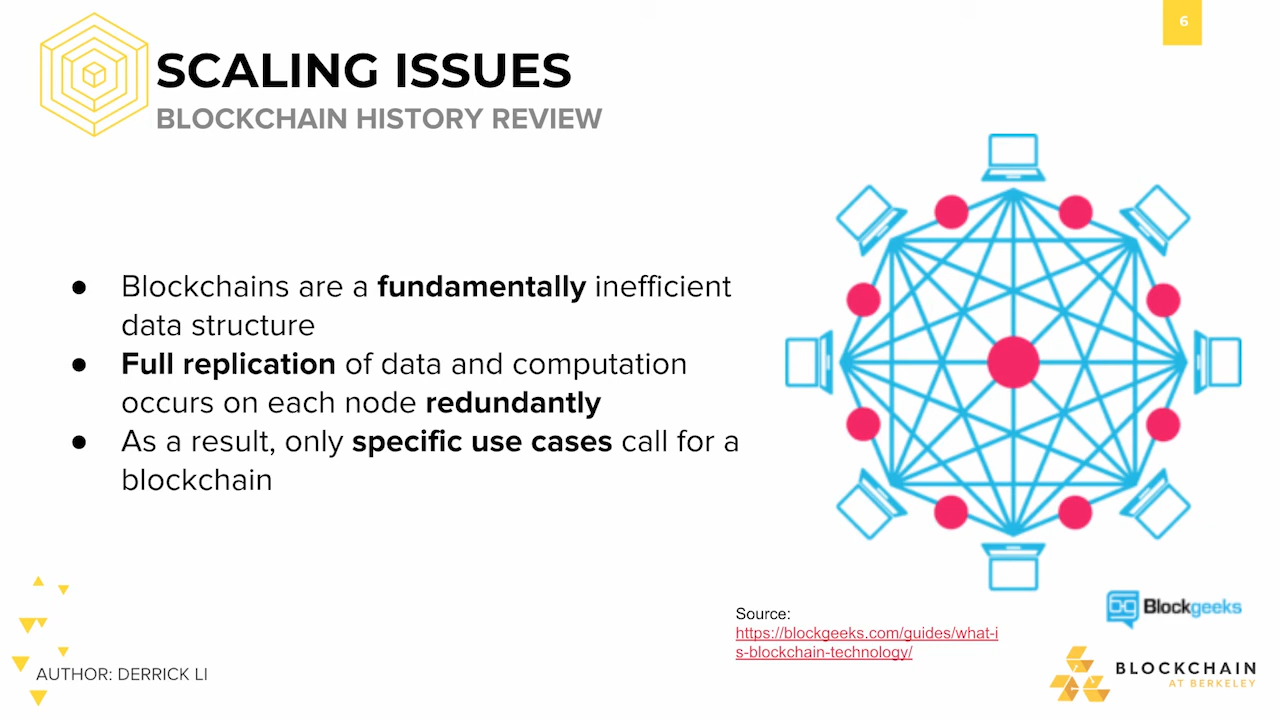 6
SCALING ISSUES
BLOCKCHAIN HISTORY REVIEW
● Blockchains are a fundamentally inefficient
data structure
● Full replication of data and computation
occurs on each node redundantly
● As a result, only specific use cases call for a
blockchain
Source:
https://blockgeeks.com/guides/what-i
s-blockchain-technology/
Blockgeeks
BLOCKCHAIN
AT BERKELEY
AUTHOR: DERRICK LI